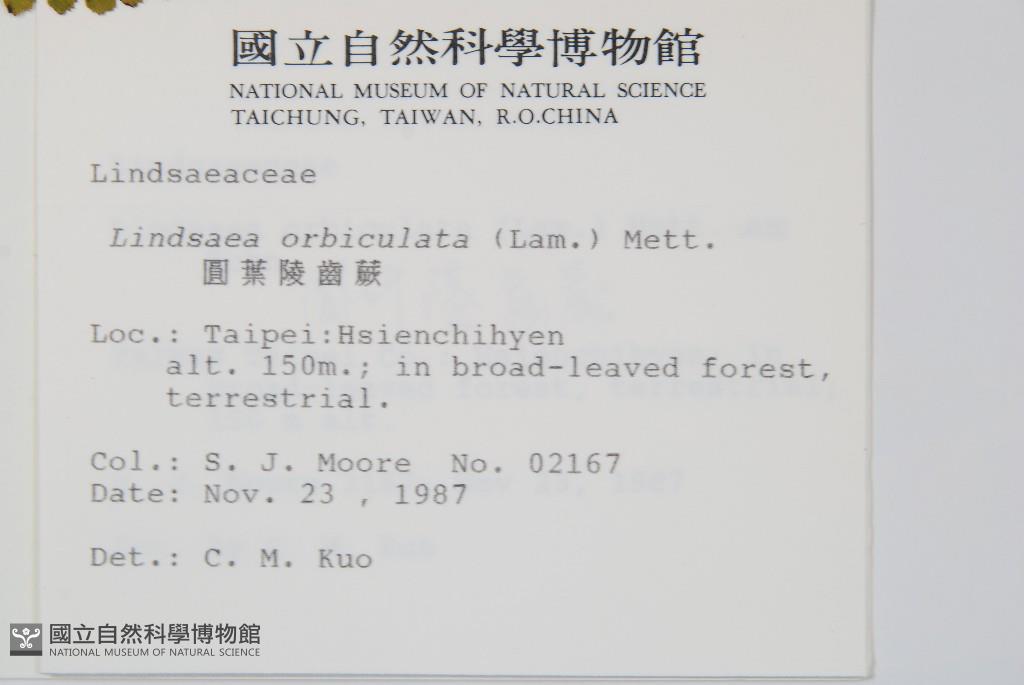 國立自然科學博物館
NATIONAL MUSEUM OF NATURAL SCIENCE
TAICHUNG, TAIWAN, R.O.CHINA
Lindsaeaceae
Lindsaea orbiculata (Lam.) Mett.
圓葉陵齒蕨
Loc.: Taipei:Hsienchihyen
alt. 150m.; in broad-leaved forest,
terrestrial.
Col.: S. J. Moore No. 02167
Date: Nov. 23 , 1987
Det.: C. M. Kuo
國立自然科學博物館
NATIONAL MUSEUM OF NATURAL SCIENCE